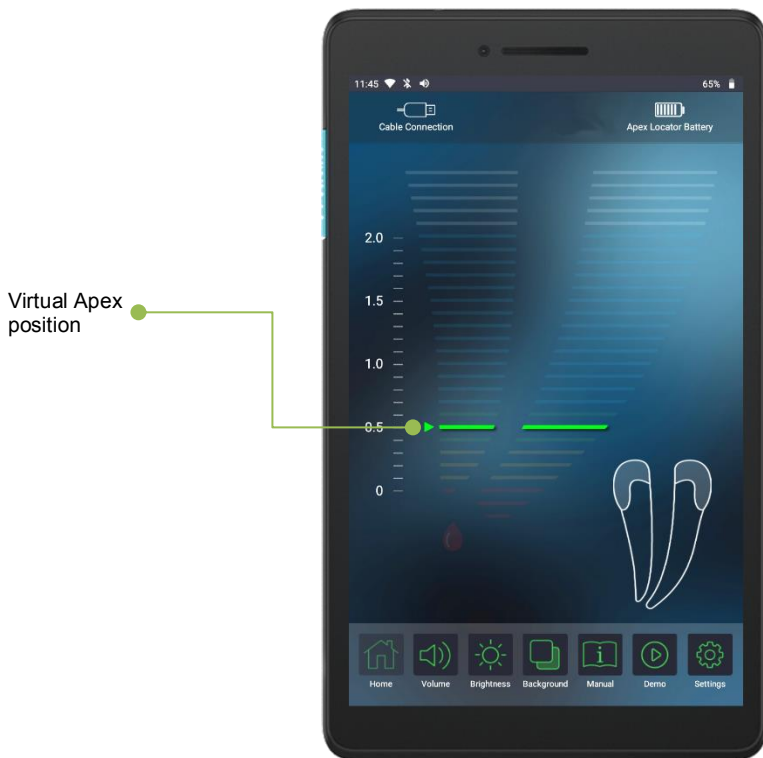 11:45
65%
Cable Connection
Apex Locator Battery
2.0
1.5
1.0
0.5
0
Virtual Apex
position
Home
Volume
Brightness
Background
Manual
Demo
Settings